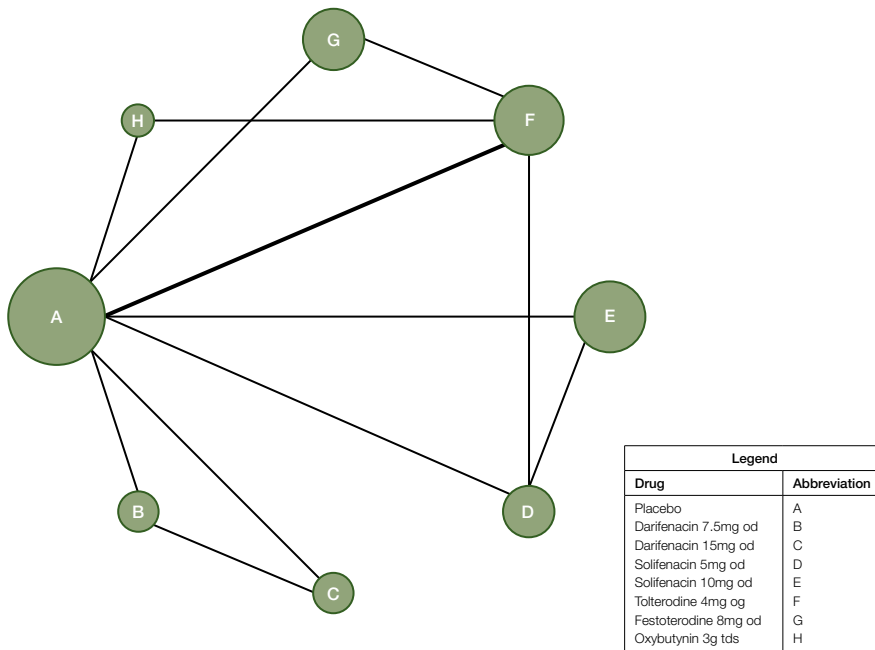 G
H
F
A
E
B
D
C
Legend
Drug Abbreviation
Placebo A
Darifenacin 7.5mg od B
Darifenacin 15mg od C
Solifenacin 5mg od D
Solifenacin 10mg od E
Tolterodine 4mg og F
Festoterodine 8mg od G
Oxybutynin 3g tds H